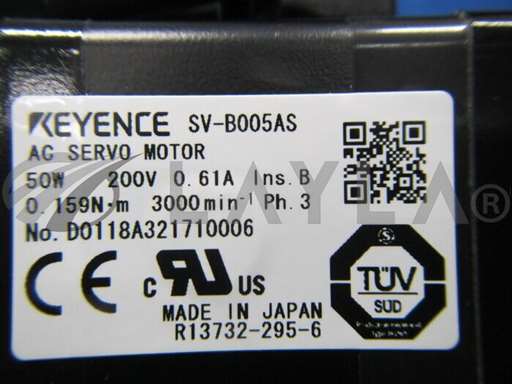 KEYENCE SV-B005AS
AC SERVO MOTOR
50W 200V 0.61A Ins.B
0.159N·m 3000min⁻¹ Ph.3
No. D0118A321710006
CE c RU US
MADE IN JAPAN
R13732-295-6
TÜV
SÜD
LAYLA®